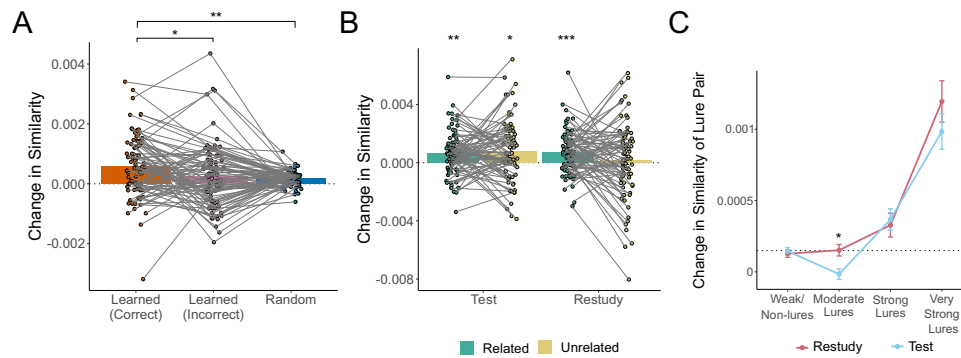 A
**
*
Change in Similarity
0.004
0.002
0.000
-0.002
Learned
(Correct)
Learned
(Incorrect)
Random
B
**
*
***
Change in Similarity
0.004
0.000
-0.004
-0.008
Test
Restudy
Related
Unrelated
C
Change in Similarity of Lure Pair
0.001
0.0005
0
*
Weak/
Non-lures
Moderate
Lures
Strong
Lures
Very
Strong
Lures
Restudy
Test